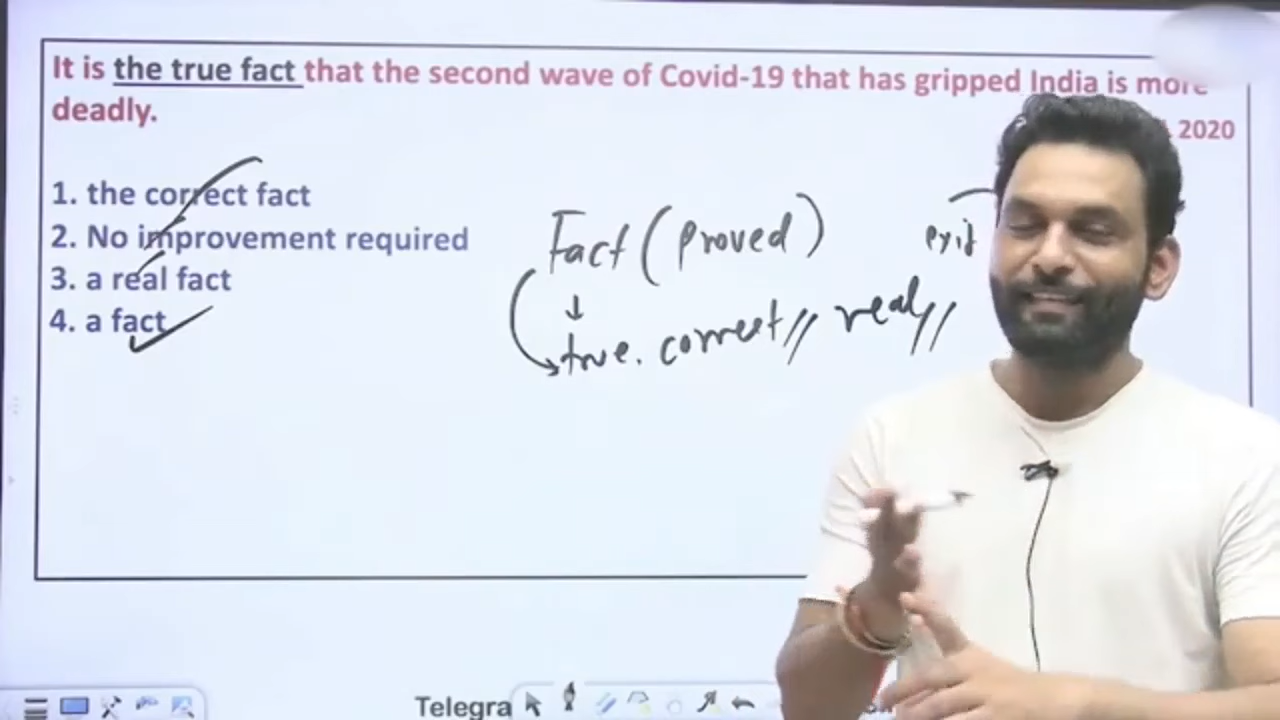 It is the true fact that the second wave of Covid-19 that has gripped India is more
deadly.
2020
1. the correct fact
2. No improvement required
3. a real fact
4. a fact
Fact (proved)
exit
true. correct // real //
Telegra